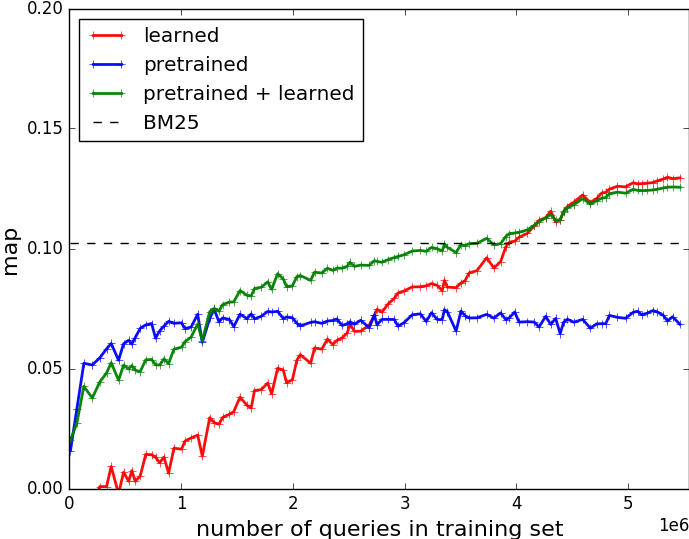 0.20
0.15
0.10
0.05
0.00
map
learned
pretrained
pretrained + learned
BM25
0 1 2 3 4 5
1e6
number of queries in training set